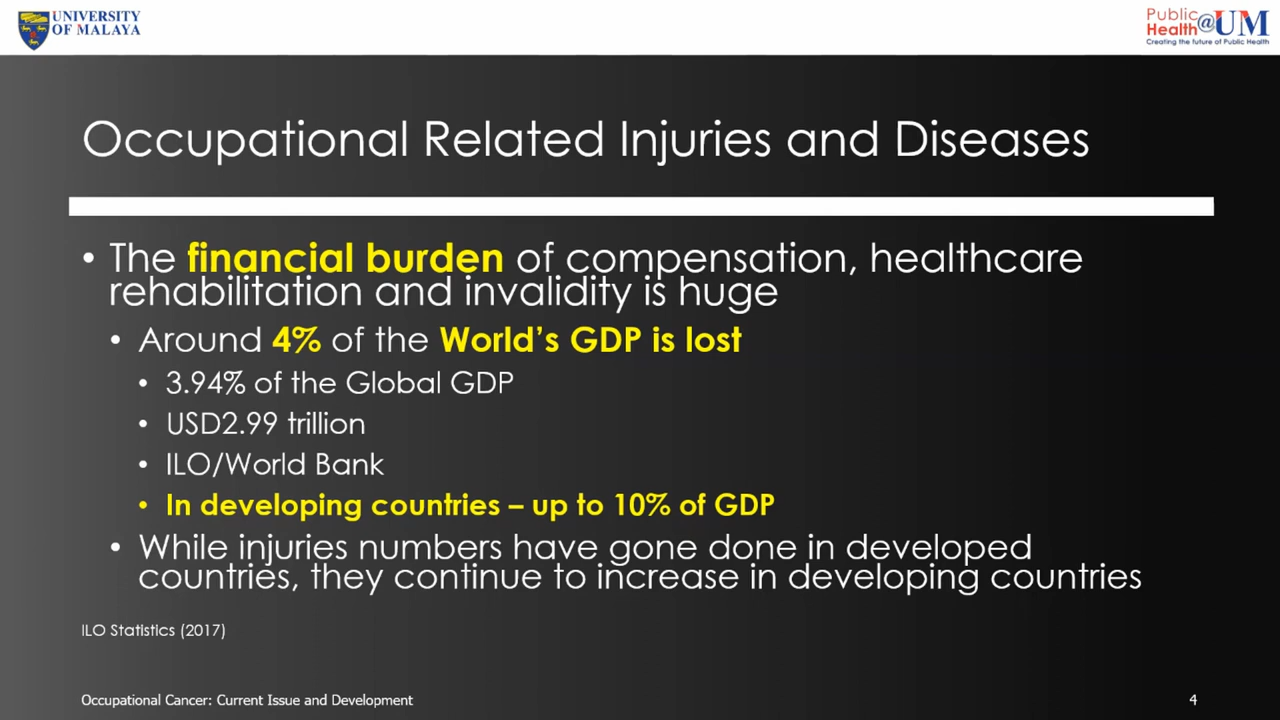 UNIVERSITY
OF MALAYA
Public
Health@UM
Creating the future of Public Health
Occupational Related Injuries and Diseases
• The financial burden of compensation, healthcare
rehabilitation and invalidity is huge
• Around 4% of the World's GDP is lost
• 3.94% of the Global GDP
• USD2.99 trillion
• ILO/World Bank
• In developing countries – up to 10% of GDP
• While injuries numbers have gone done in developed
countries, they continue to increase in developing countries
ILO Statistics (2017)
Occupational Cancer: Current Issue and Development
4